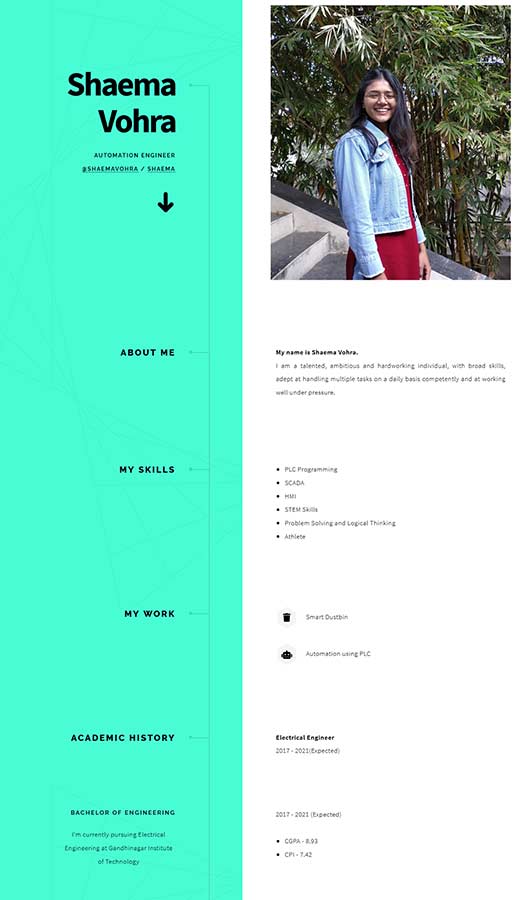 Shaema
Vohra
AUTOMATION ENGINEER
@SHAEMAVOHRA / SHAEMA
ABOUT ME
My name is Shaema Vohra.
I am a talented, ambitious and hardworking individual, with broad skills,
adept at handling multiple tasks on a daily basis competently and at working
well under pressure.
MY SKILLS
PLC Programming
SCADA
HMI
STEM Skills
Problem Solving and Logical Thinking
Athlete
MY WORK
Smart Dustbin
Automation using PLC
ACADEMIC HISTORY
Electrical Engineer
2017 - 2021(Expected)
BACHELOR OF ENGINEERING
I'm currently pursuing Electrical
Engineering at Gandhinagar Institute
of Technology
2017 - 2021 (Expected)
CGPA - 8.93
CPI - 7.42